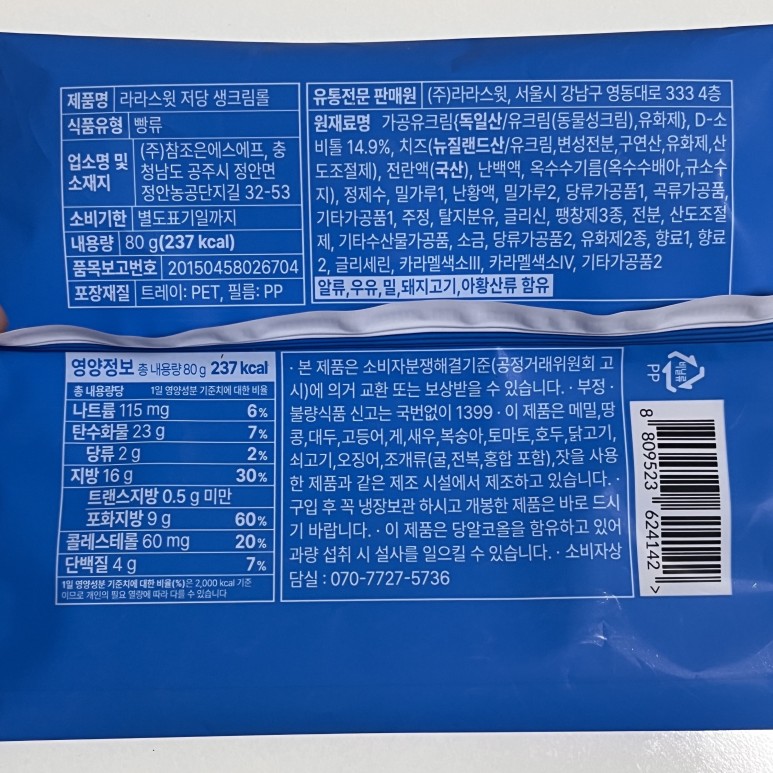 제품명 라라스윗 저당 생크림롤
식품유형 빵류
업소명 및 소재지 (주)참조은에스에프, 충
청남도 공주시 정안면
정안농공단지길 32-53
소비기한 별도표기일까지
내용량 80 g(237 kcal)
품목보고번호 20150458026704
포장재질 트레이: PET, 필름: PP
유통전문 판매원 (주)라라스윗, 서울시 강남구 영동대로 333 4층
원재료명 가공유크림{독일산/유크림(동물성크림),유화제}, D-소
비톨 14.9%, 치즈(뉴질랜드산/유크림,변성전분,구연산,유화제,산
도조절제), 전란액(국산), 난백액, 옥수수기름(옥수수배아,규소수
지), 정제수, 밀가루1, 난황액, 밀가루2, 당류가공품1, 곡류가공품,
기타가공품1, 주정, 탈지분유, 글리신, 팽창제3종, 전분, 산도조절
제, 기타수산물가공품, 소금, 당류가공품2, 유화제2종, 향료1, 향료
2, 글리세린, 카라멜색소III, 카라멜색소IV, 기타가공품2
알류,우유,밀,돼지고기,아황산류 함유
영양정보 총 내용량 80 g 237 kcal
총 내용량당 1일 영양성분 기준치에 대한 비율
나트륨 115 mg 6%
탄수화물 23 g 7%
당류 2 g 2%
지방 16 g 30%
트랜스지방 0.5 g 미만
포화지방 9 g 60%
콜레스테롤 60 mg 20%
단백질 4 g 7%
1일 영양성분 기준치에 대한 비율(%)은 2,000 kcal 기준
이므로 개인의 필요 열량에 따라 다를 수 있습니다
· 본 제품은 소비자분쟁해결기준(공정거래위원회 고
시)에 의거 교환 또는 보상받을 수 있습니다. · 부정·
불량식품 신고는 국번없이 1399 · 이 제품은 메밀,땅
콩,대두,고등어,게,새우,복숭아,토마토,호두,닭고기,
쇠고기,오징어,조개류(굴,전복,홍합 포함),잣을 사용
한 제품과 같은 제조 시설에서 제조하고 있습니다. ·
구입 후 꼭 냉장보관 하시고 개봉한 제품은 바로 드시
기 바랍니다. · 이 제품은 당알코올을 함유하고 있어
과량 섭취 시 설사를 일으킬 수 있습니다. · 소비자상
담실 : 070-7727-5736
비닐류
PP
8 809523 624142 >